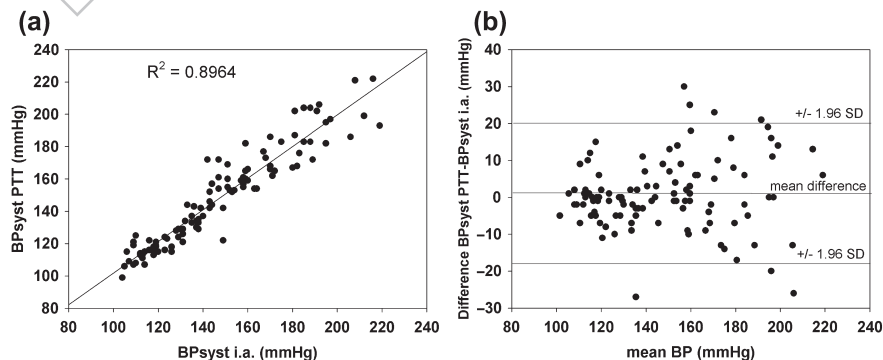 (a)
R² = 0.8964
BPsyst PTT (mmHg)
240
220
200
180
160
140
120
100
80
80 100 120 140 160 180 200 220 240
BPsyst i.a. (mmHg)
(b)
Difference BPsyst PTT-BPsyst i.a. (mmHg)
40
30
20
10
0
−10
−20
−30
+/- 1.96 SD
mean difference
+/- 1.96 SD
80 100 120 140 160 180 200 220 240
mean BP (mmHg)